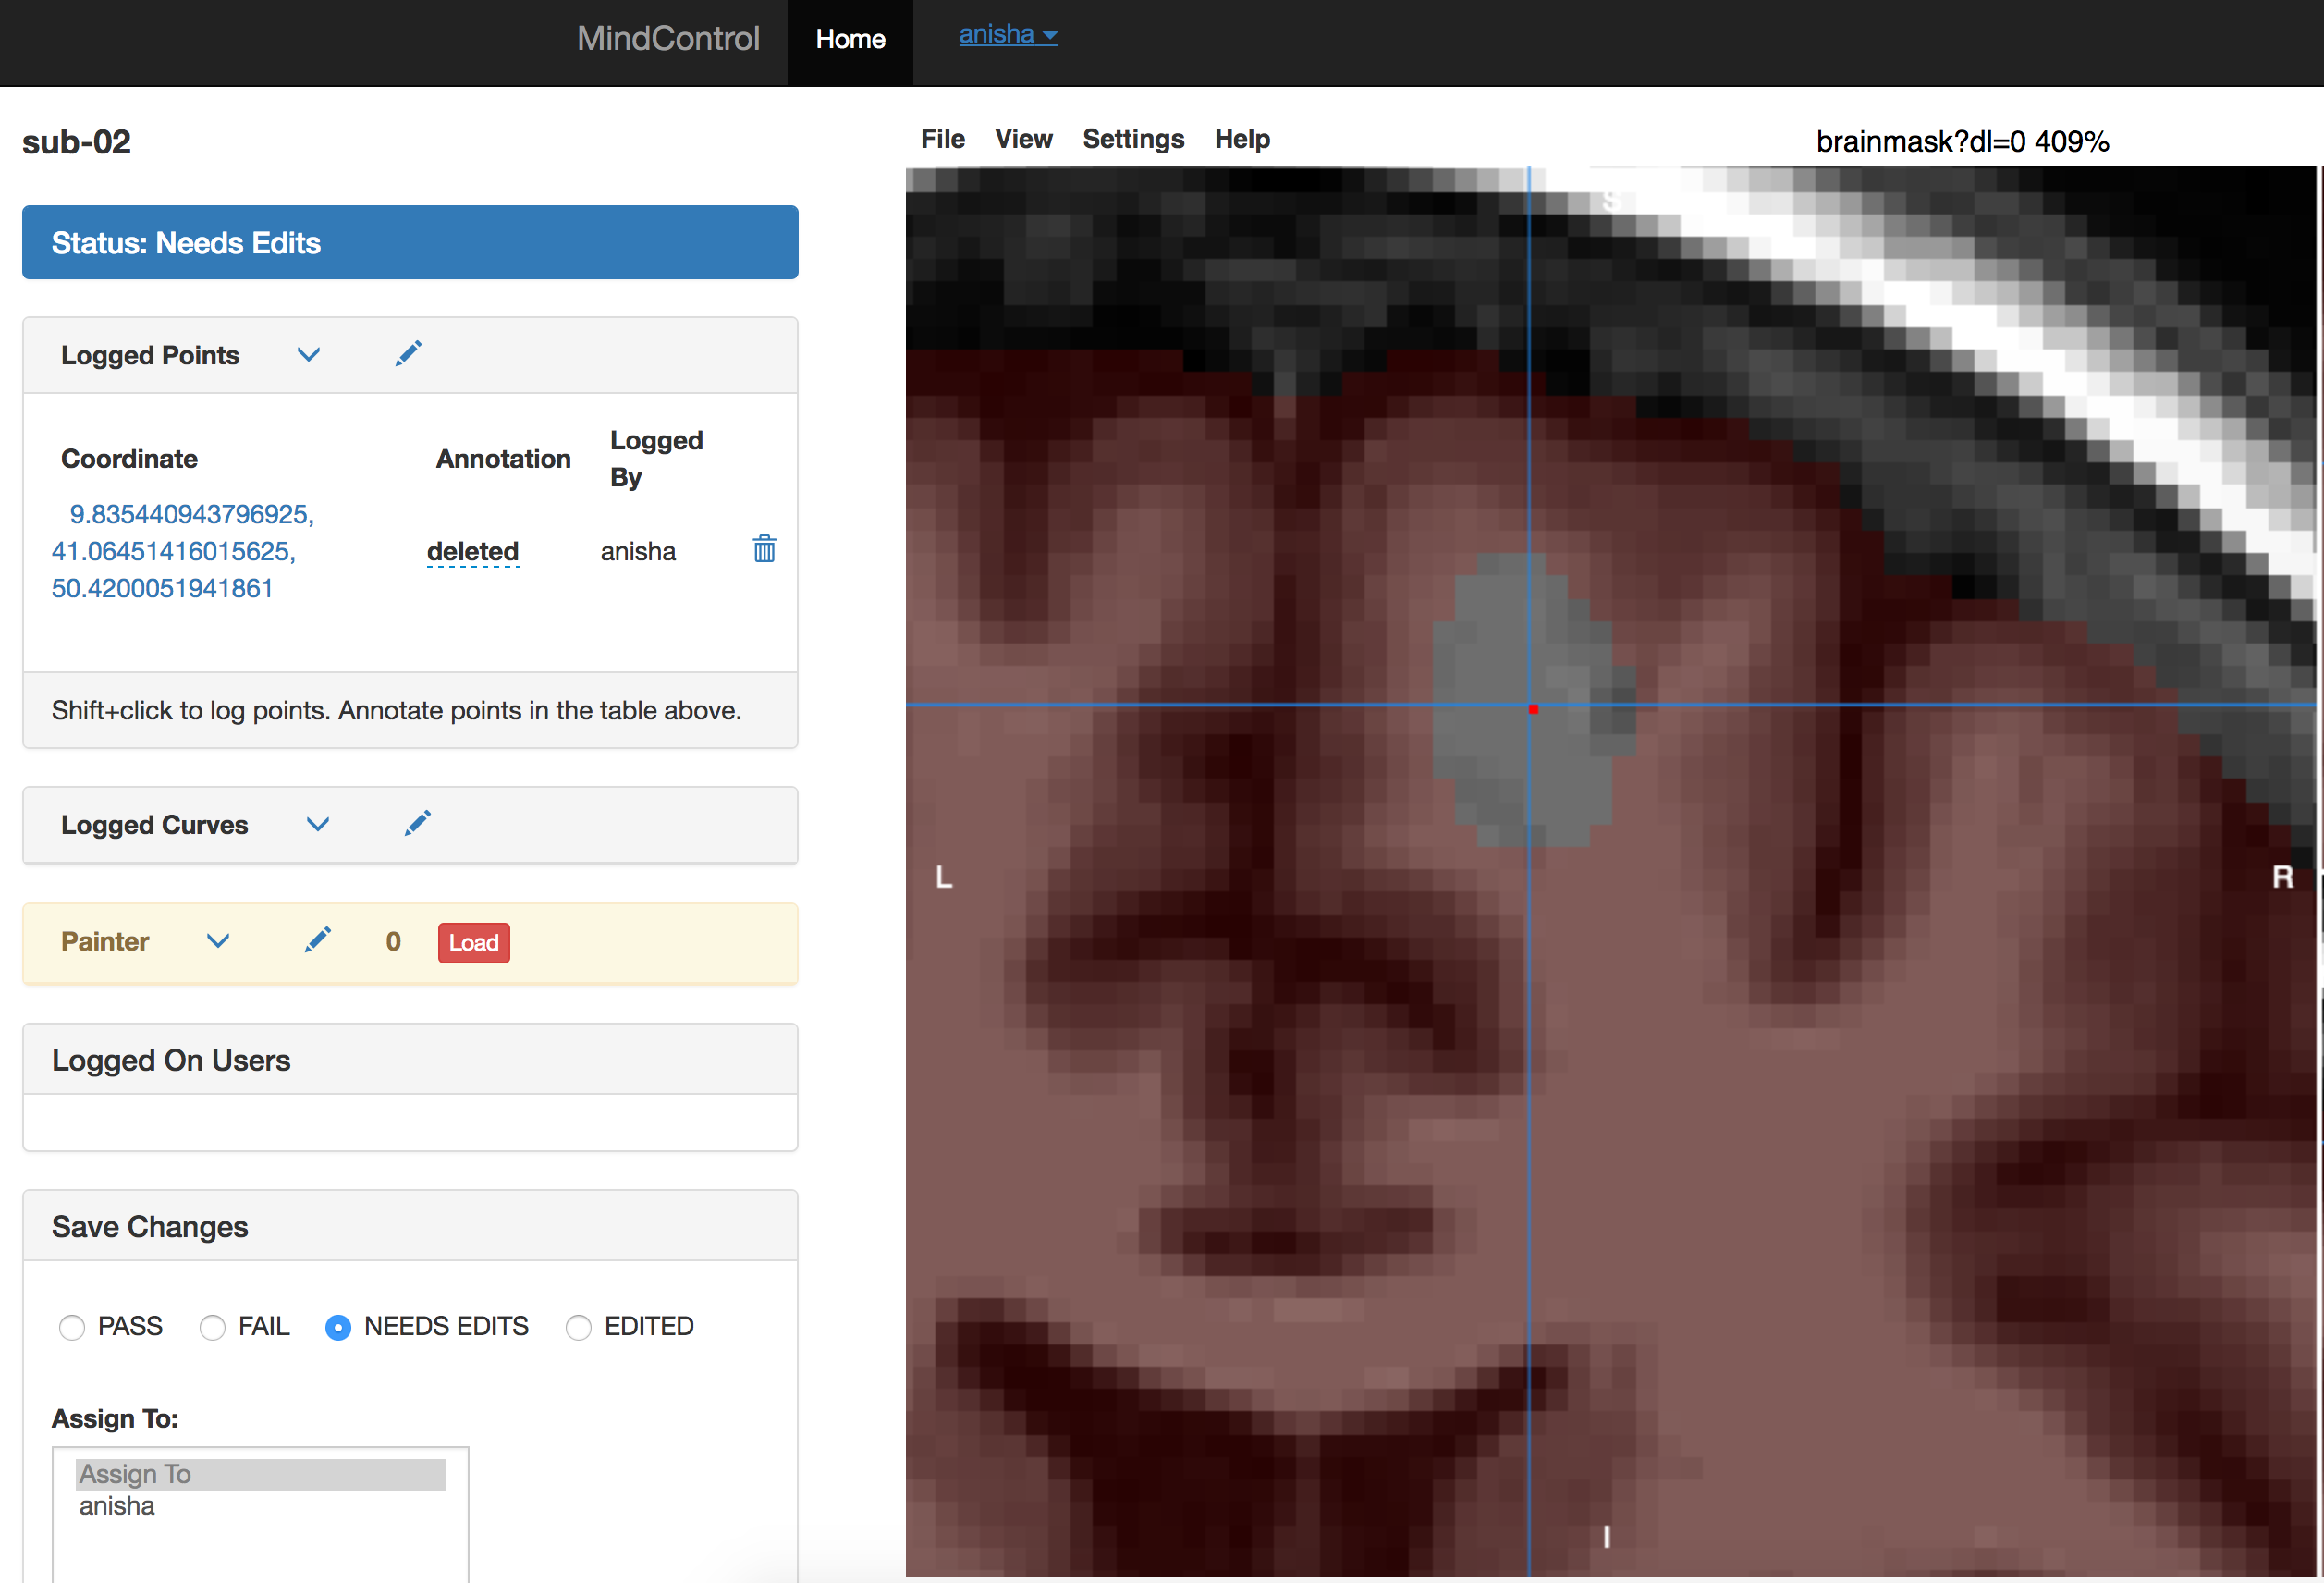 MindControl Home anisha
sub-02
Status: Needs Edits
Logged Points
Coordinate Annotation Logged By
9.835440943796925,
41.06451416015625,
50.4200051941861
deleted anisha
Shift+click to log points. Annotate points in the table above.
Logged Curves
Painter 0 Load
Logged On Users
Save Changes
PASS FAIL NEEDS EDITS EDITED
Assign To:
Assign To
anisha
File View Settings Help brainmask?dl=0 409%
S
L R
I